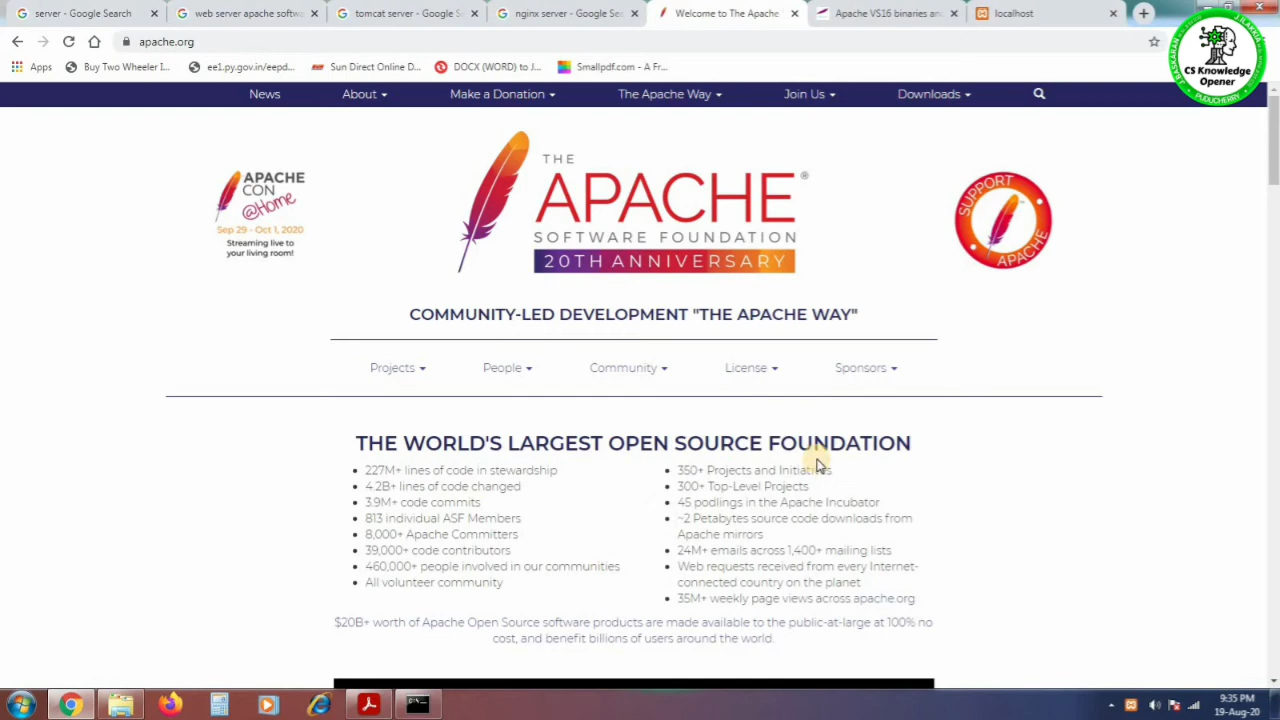 server - Google Search
web server apache softw
tomcat server - Google S
nginx server - Google Se
Welcome to The Apache
Apache VS16 binaries an
localhost
apache.org
Apps
Buy Two Wheeler I...
ee1.py.gov.in/eepd...
Sun Direct Online D...
DOCX (WORD) to J...
Smallpdf.com - A Fr...
J.ILAKKA
J.BASKARAN
CS Knowledge
Opener
PUDUCHERRY
News
About
Make a Donation
The Apache Way
Join Us
Downloads
APACHE
CON
@Home
Sep 29 - Oct 1, 2020
Streaming live to
your living room!
THE
APACHE®
SOFTWARE FOUNDATION
20TH ANNIVERSARY
SUPPORT
APACHE
COMMUNITY-LED DEVELOPMENT "THE APACHE WAY"
Projects
People
Community
License
Sponsors
THE WORLD'S LARGEST OPEN SOURCE FOUNDATION
227M+ lines of code in stewardship
4.2B+ lines of code changed
3.9M+ code commits
813 individual ASF Members
8,000+ Apache Committers
39,000+ code contributors
460,000+ people involved in our communities
All volunteer community
350+ Projects and Initiatives
300+ Top-Level Projects
45 podlings in the Apache Incubator
~2 Petabytes source code downloads from
Apache mirrors
24M+ emails across 1,400+ mailing lists
Web requests received from every Internet-
connected country on the planet
35M+ weekly page views across apache.org
$20B+ worth of Apache Open Source software products are made available to the public-at-large at 100% no
cost, and benefit billions of users around the world.
9:35 PM
19-Aug-20